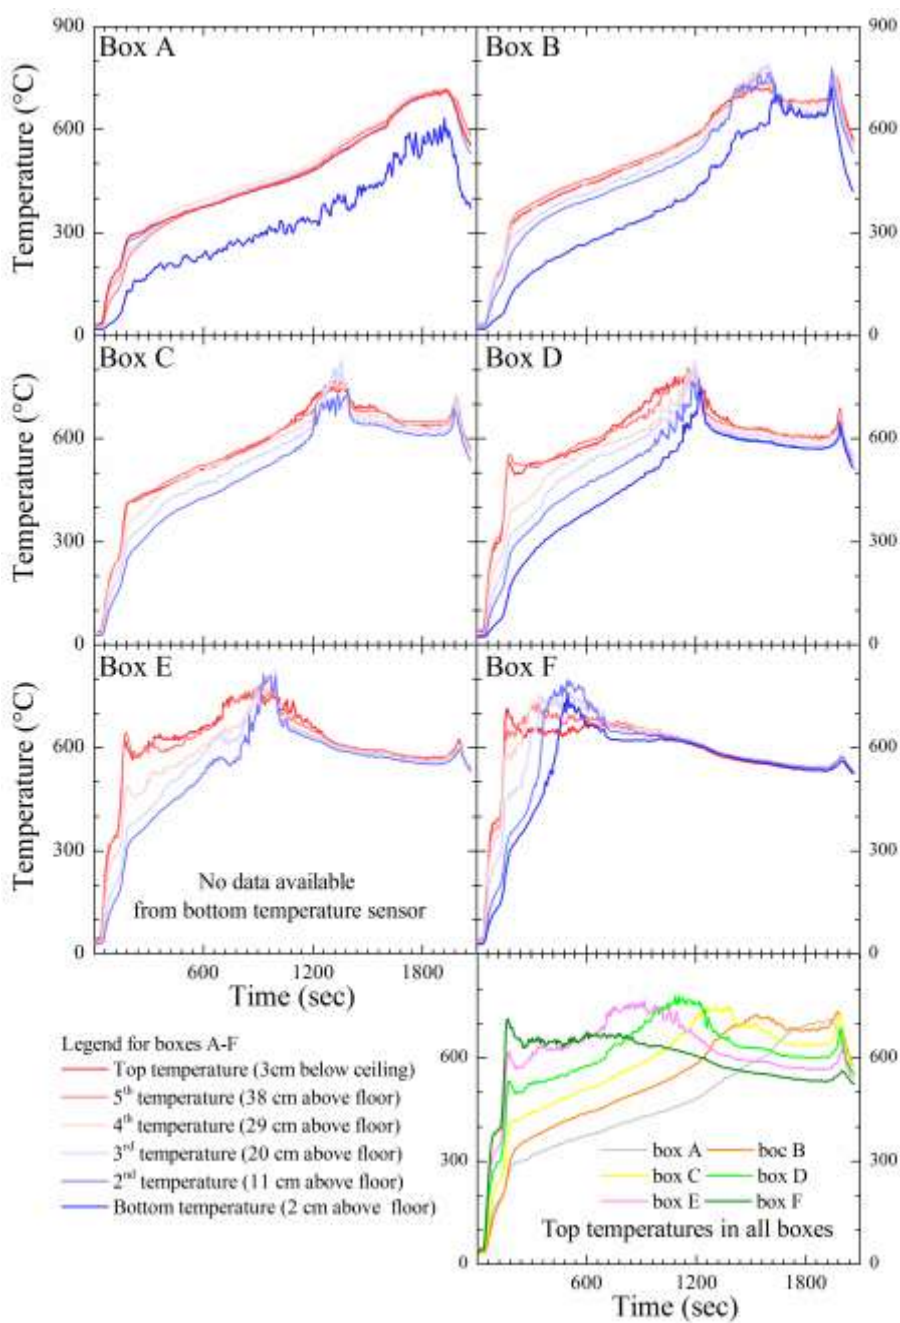 900
900
Box A
Box B
Temperature (°C)
600
600
300
300
0
0
Box C
Box D
Temperature (°C)
600
600
300
300
0
0
Box E
Box F
Temperature (°C)
600
600
300
300
No data available
from bottom temperature sensor
0
0
600
1200
1800
Time (sec)
Legend for boxes A-F
Top temperature (3cm below ceiling)
5th temperature (38 cm above floor)
4th temperature (29 cm above floor)
3rd temperature (20 cm above floor)
2nd temperature (11 cm above floor)
Bottom temperature (2 cm above floor)
600
600
300
300
box A
boc B
box C
box D
box E
box F
Top temperatures in all boxes
0
0
600
1200
1800
Time (sec)